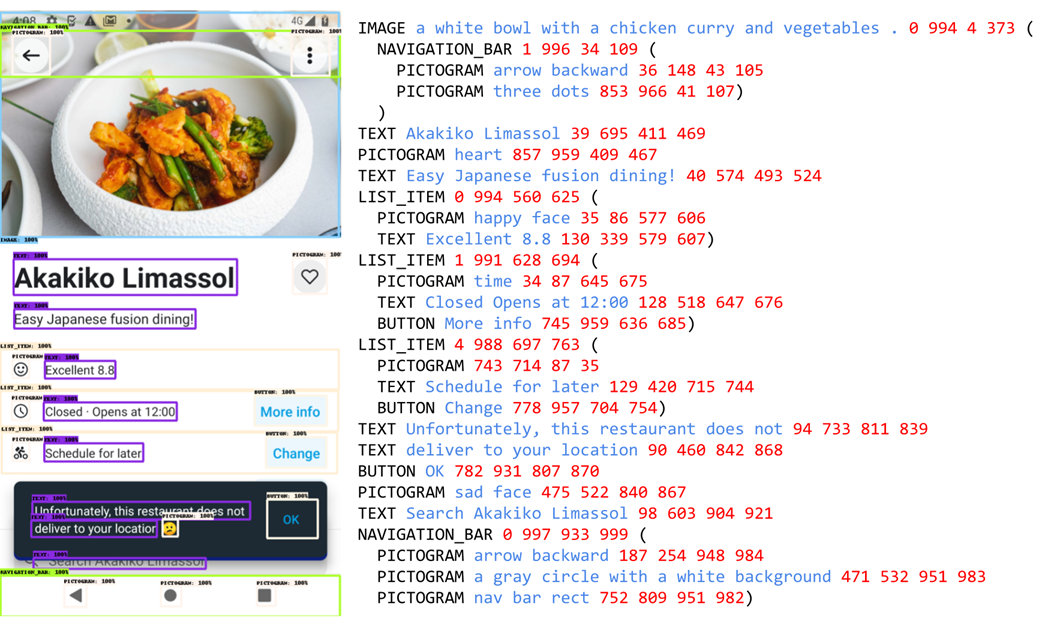 4:08
4G
NAVIGATION_BAR: 100%
PICTOGRAM: 100%
PICTOGRAM: 100%
IMAGE: 100%
TEXT: 100%
PICTOGRAM: 100%
Akakiko Limassol
TEXT: 100%
Easy Japanese fusion dining!
LIST_ITEM: 100%
PICTOGRAM
TEXT: 100%
Excellent 8.8
LIST_ITEM: 100%
PICTOGRAM
TEXT: 100%
BUTTON: 100%
Closed · Opens at 12:00
More info
LIST_ITEM: 100%
PICTOGRAM
TEXT: 100%
BUTTON: 100%
Schedule for later
Change
TEXT: 100%
BUTTON: 100%
Unfortunately, this restaurant does not
TEXT: 100%
PICTOGRAM: 100%
deliver to your location
OK
TEXT: 100%
Search Akakiko Limassol
NAVIGATION_BAR: 100%
PICTOGRAM: 100%
PICTOGRAM: 100%
PICTOGRAM: 100%
IMAGE a white bowl with a chicken curry and vegetables . 0 994 4 373 (
NAVIGATION_BAR 1 996 34 109 (
PICTOGRAM arrow backward 36 148 43 105
PICTOGRAM three dots 853 966 41 107)
)
TEXT Akakiko Limassol 39 695 411 469
PICTOGRAM heart 857 959 409 467
TEXT Easy Japanese fusion dining! 40 574 493 524
LIST_ITEM 0 994 560 625 (
PICTOGRAM happy face 35 86 577 606
TEXT Excellent 8.8 130 339 579 607)
LIST_ITEM 1 991 628 694 (
PICTOGRAM time 34 87 645 675
TEXT Closed Opens at 12:00 128 518 647 676
BUTTON More info 745 959 636 685)
LIST_ITEM 4 988 697 763 (
PICTOGRAM 743 714 87 35
TEXT Schedule for later 129 420 715 744
BUTTON Change 778 957 704 754)
TEXT Unfortunately, this restaurant does not 94 733 811 839
TEXT deliver to your location 90 460 842 868
BUTTON OK 782 931 807 870
PICTOGRAM sad face 475 522 840 867
TEXT Search Akakiko Limassol 98 603 904 921
NAVIGATION_BAR 0 997 933 999 (
PICTOGRAM arrow backward 187 254 948 984
PICTOGRAM a gray circle with a white background 471 532 951 983
PICTOGRAM nav bar rect 752 809 951 982)